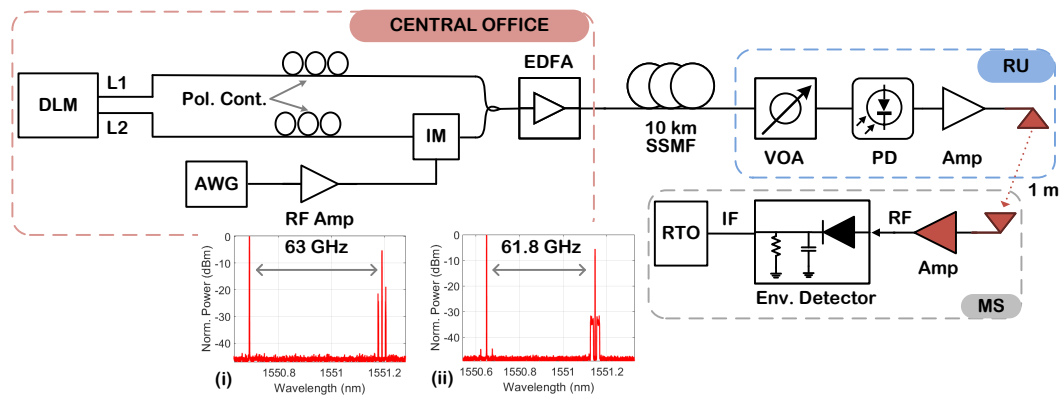 CENTRAL OFFICE
EDFA
RU
L1
DLM
Pol. Cont.
L2
IM
10 km
SSMF
VOA
PD
Amp
AWG
RF Amp
1 m
RTO
IF
RF
Amp
Env. Detector
MS
63 GHz
0
-10
-20
-30
-40
Norm. Power (dBm)
1550.8
1551
1551.2
Wavelength (nm)
(i)
61.8 GHz
0
-10
-20
-30
-40
Norm. Power (dBm)
1550.6
1550.8
1551
1551.2
Wavelength (nm)
(ii)